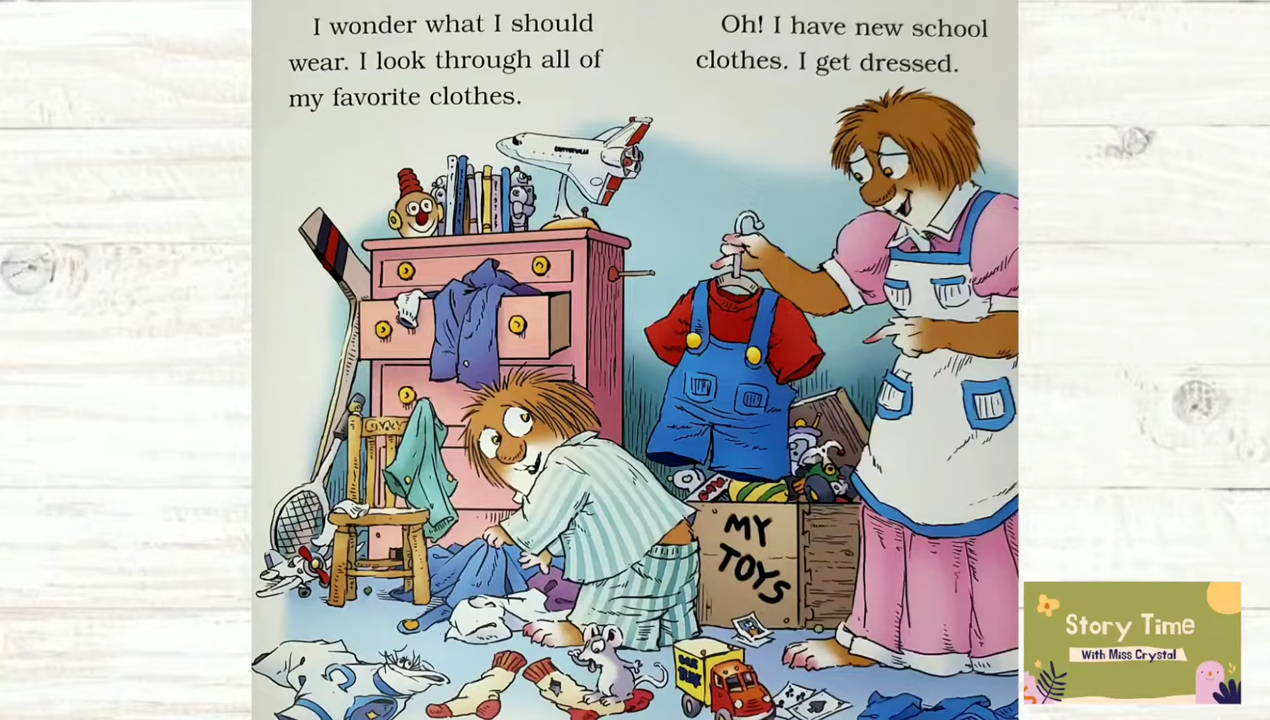 I wonder what I should
wear. I look through all of
my favorite clothes.
Oh! I have new school
clothes. I get dressed.
MY
TOYS
Story Time
With Miss Crystal